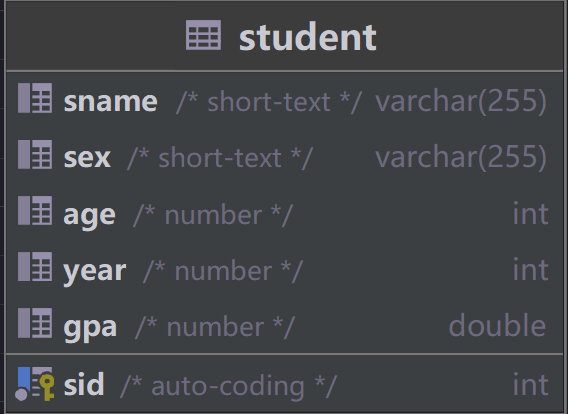 student
sname /* short-text */ varchar(255)
sex /* short-text */ varchar(255)
age /* number */ int
year /* number */ int
gpa /* number */ double
sid /* auto-coding */ int